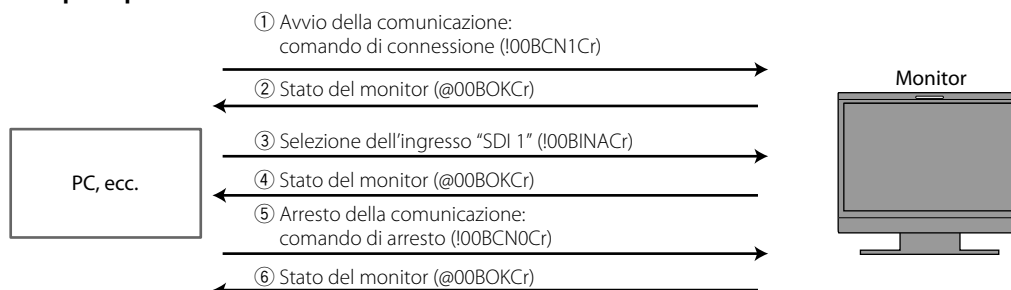 ① Avvio della comunicazione:
comando di connessione (!00BCN1Cr)
② Stato del monitor (@00BOKCr)
③ Selezione dell'ingresso “SDI 1” (!00BINACr)
④ Stato del monitor (@00BOKCr)
⑤ Arresto della comunicazione:
comando di arresto (!00BCN0Cr)
⑥ Stato del monitor (@00BOKCr)
PC, ecc.
Monitor